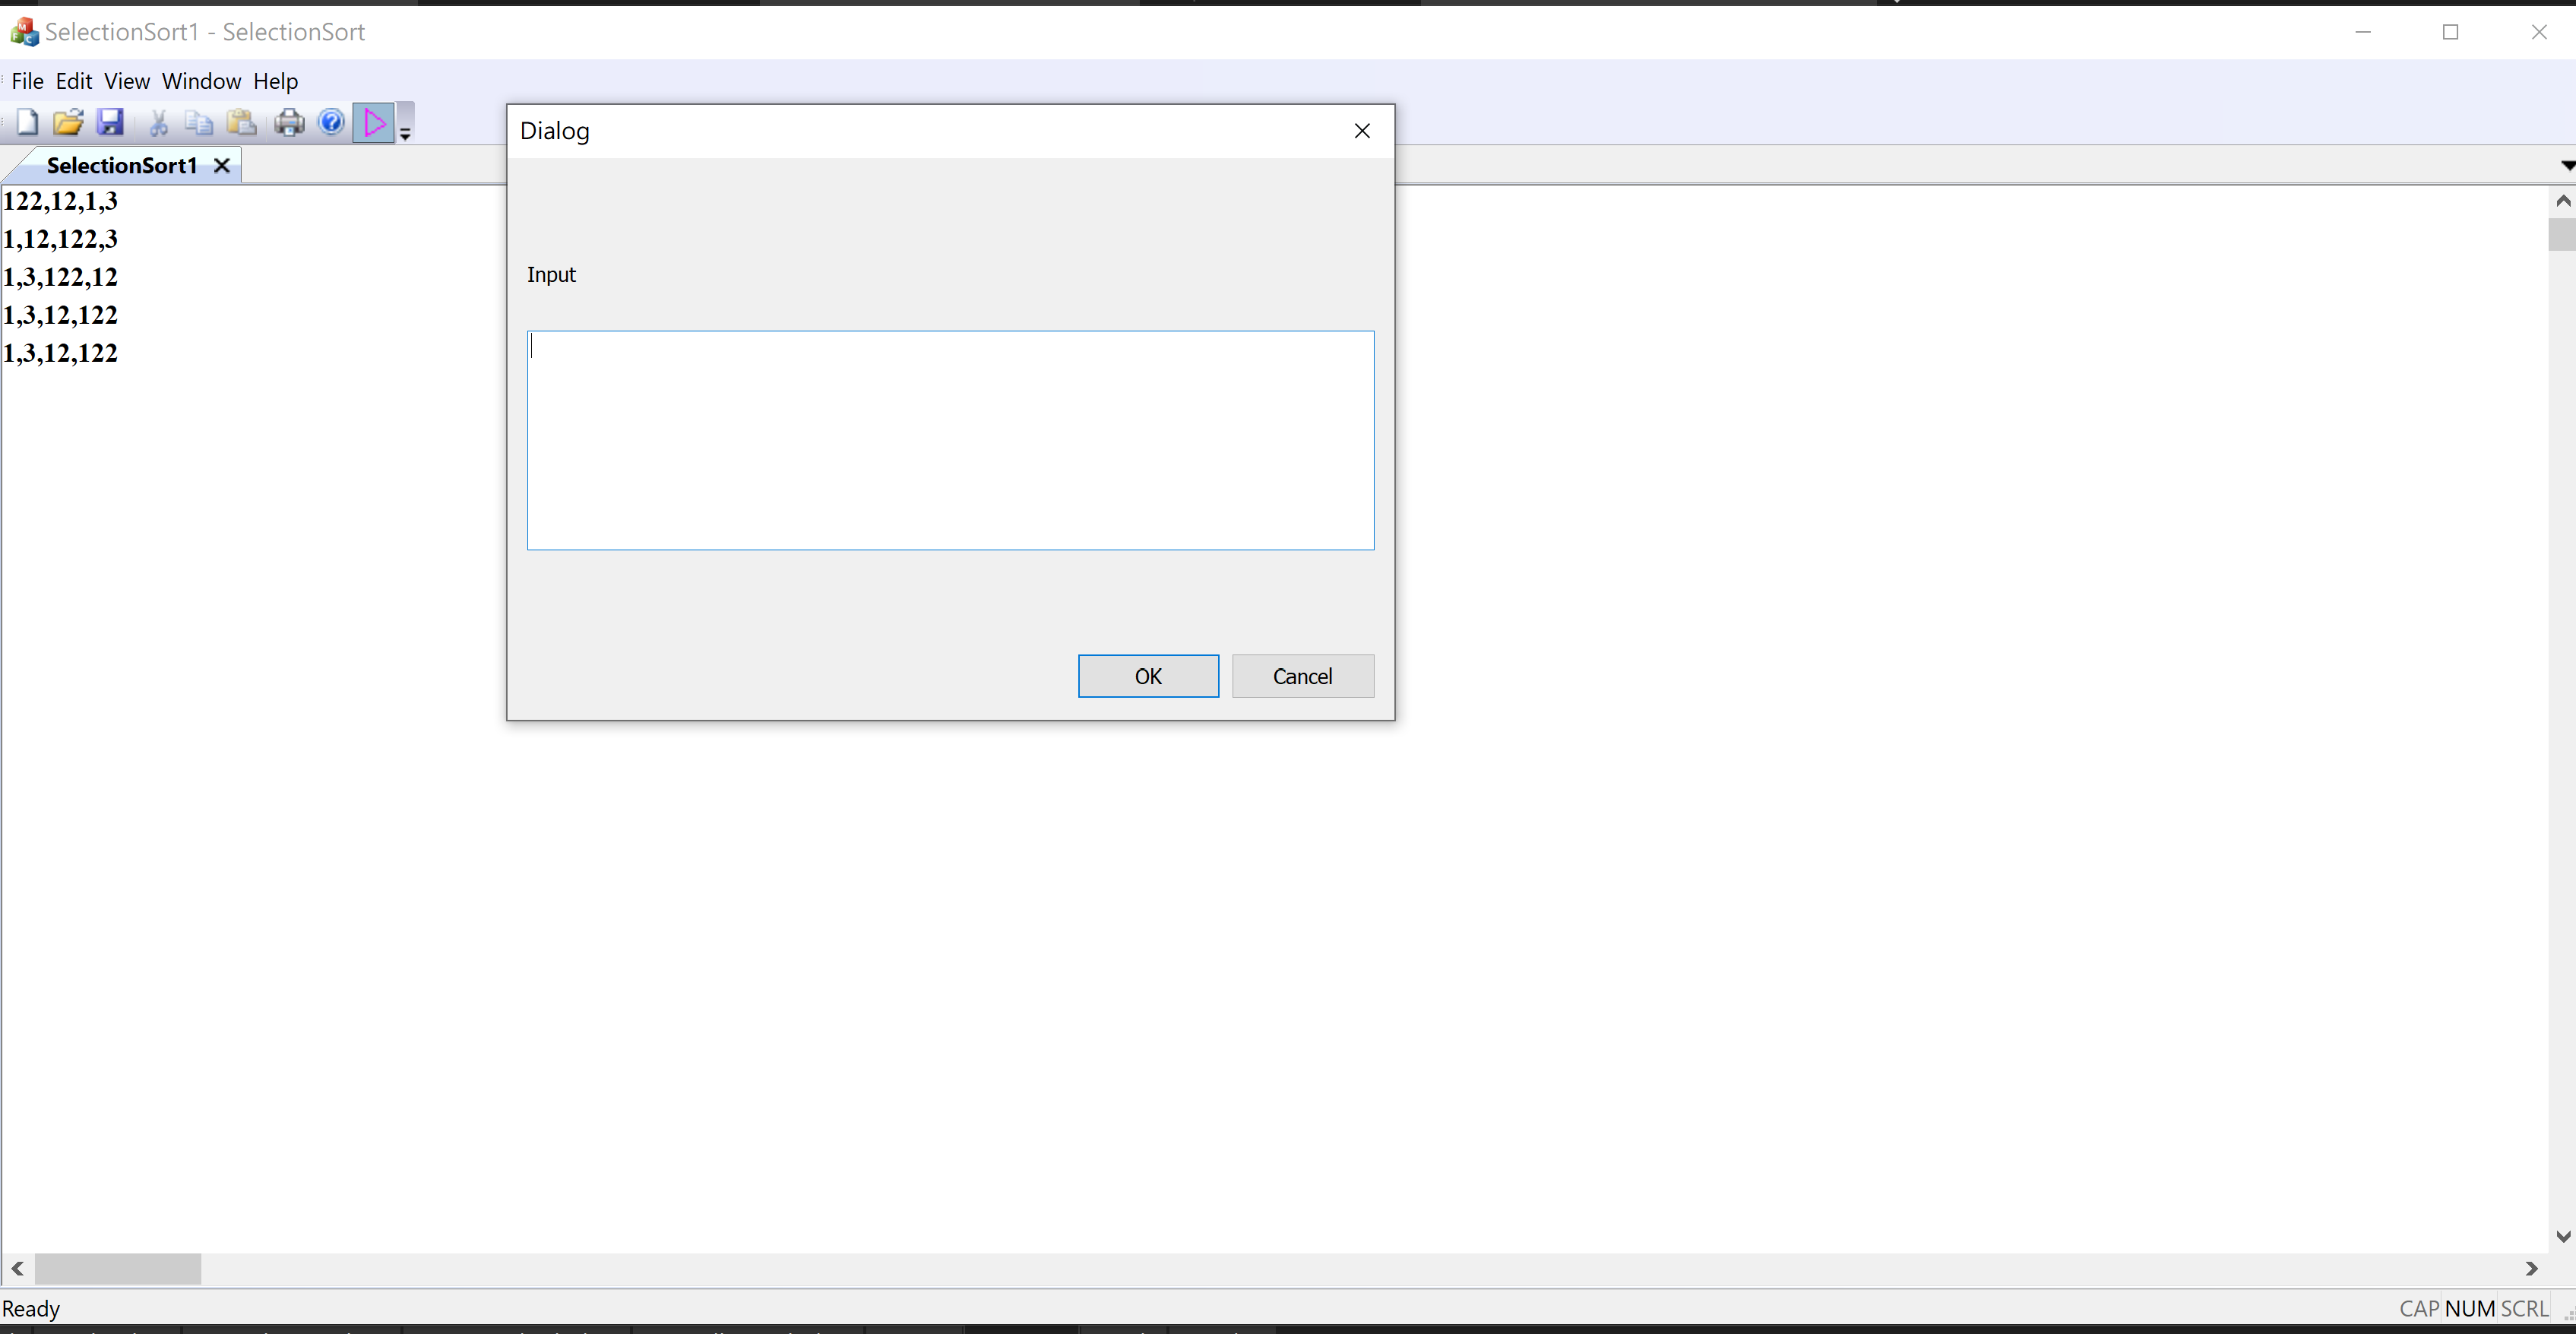 SelectionSort1 - SelectionSort
File Edit View Window Help
SelectionSort1
122,12,1,3
1,12,122,3
1,3,122,12
1,3,12,122
1,3,12,122
Dialog
Input
OK Cancel
Ready
CAP NUM SCRL